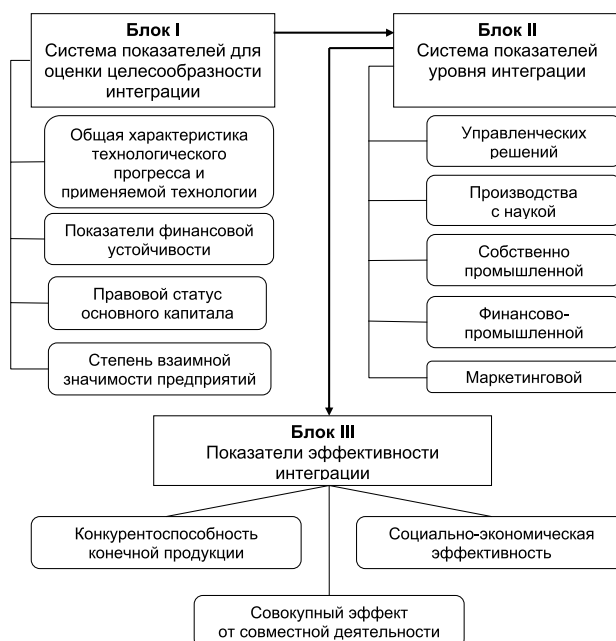 Блок I
Система показателей для
оценки целесообразности
интеграции
Общая характеристика
технологического
прогресса и
применяемой технологии
Показатели финансовой
устойчивости
Правовой статус
основного капитала
Степень взаимной
значимости предприятий
Блок II
Система показателей
уровня интеграции
Управленческих
решений
Производства
с наукой
Собственно
промышленной
Финансово-
промышленной
Маркетинговой
Блок III
Показатели эффективности
интеграции
Конкурентоспособность
конечной продукции
Социально-экономическая
эффективность
Совокупный эффект
от совместной деятельности